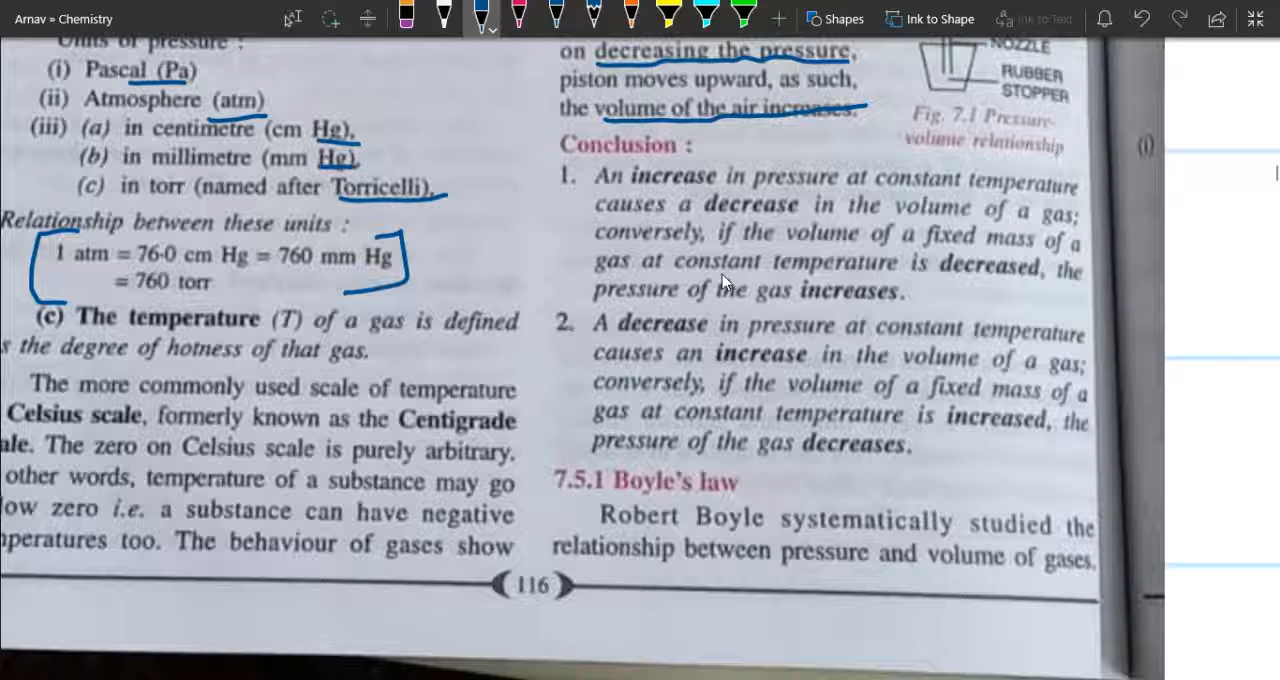 Arnav » Chemistry
Shapes
Ink to Shape
Ink to Text
Units of pressure :
(i) Pascal (Pa)
(ii) Atmosphere (atm)
(iii) (a) in centimetre (cm Hg),
(b) in millimetre (mm Hg)
(c) in torr (named after Torricelli).
Relationship between these units :
1 atm = 76·0 cm Hg = 760 mm Hg
= 760 torr
(c) The temperature (T) of a gas is defined
s the degree of hotness of that gas.
The more commonly used scale of temperature
Celsius scale, formerly known as the Centigrade
ale. The zero on Celsius scale is purely arbitrary.
other words, temperature of a substance may go
low zero i.e. a substance can have negative
mperatures too. The behaviour of gases show
on decreasing the pressure,
piston moves upward, as such,
the volume of the air increases.
NOZZLE
RUBBER
STOPPER
Fig. 7.1 Pressure-
volume relationship
Conclusion :
1. An increase in pressure at constant temperature
causes a decrease in the volume of a gas;
conversely, if the volume of a fixed mass of a
gas at constant temperature is decreased, the
pressure of the gas increases.
2. A decrease in pressure at constant temperature
causes an increase in the volume of a gas;
conversely, if the volume of a fixed mass of a
gas at constant temperature is increased, the
pressure of the gas decreases.
7.5.1 Boyle's law
Robert Boyle systematically studied the
relationship between pressure and volume of gases.
116
(i)